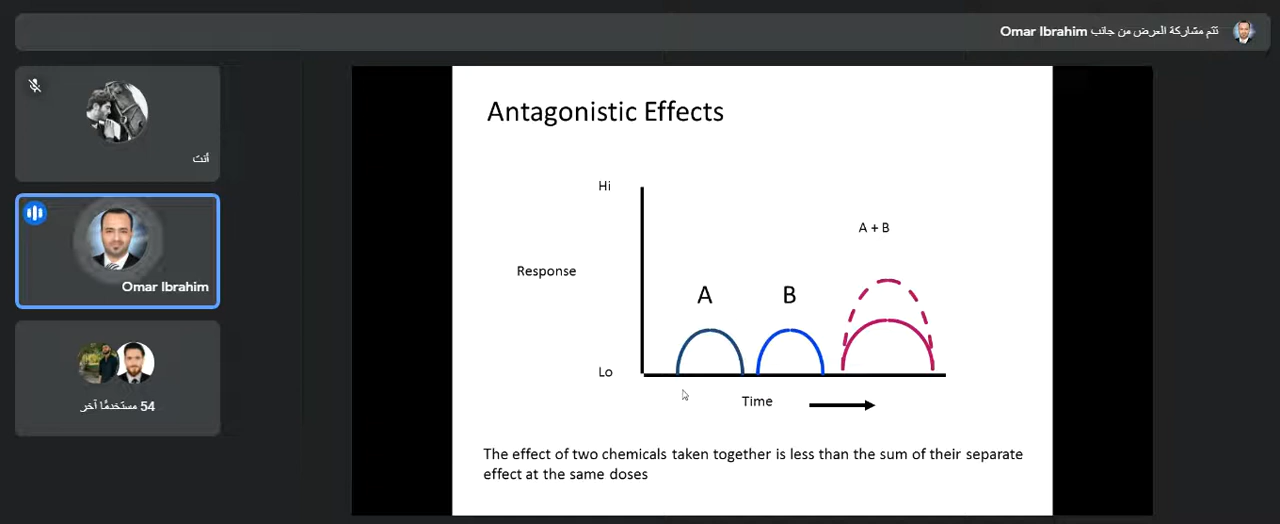 تتم مشاركة العرض من جانب Omar Ibrahim
أنت
Omar Ibrahim
54 مستخدمًا آخر
Antagonistic Effects
Hi
A + B
Response
A
B
Lo
Time
The effect of two chemicals taken together is less than the sum of their separate
effect at the same doses